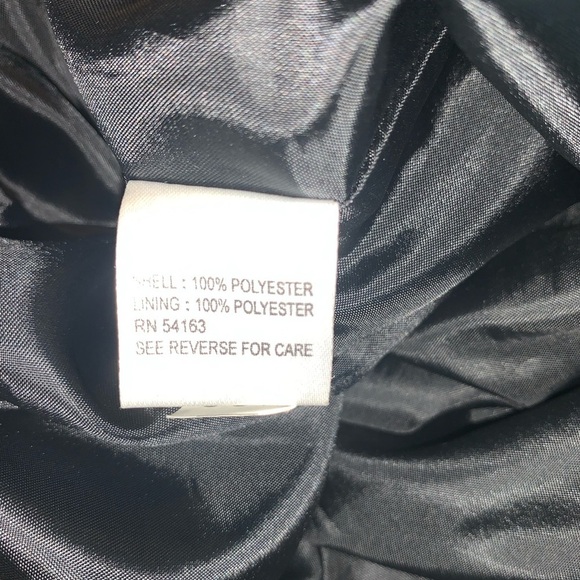 SHELL : 100% POLYESTER
LINING : 100% POLYESTER
RN 54163
SEE REVERSE FOR CARE